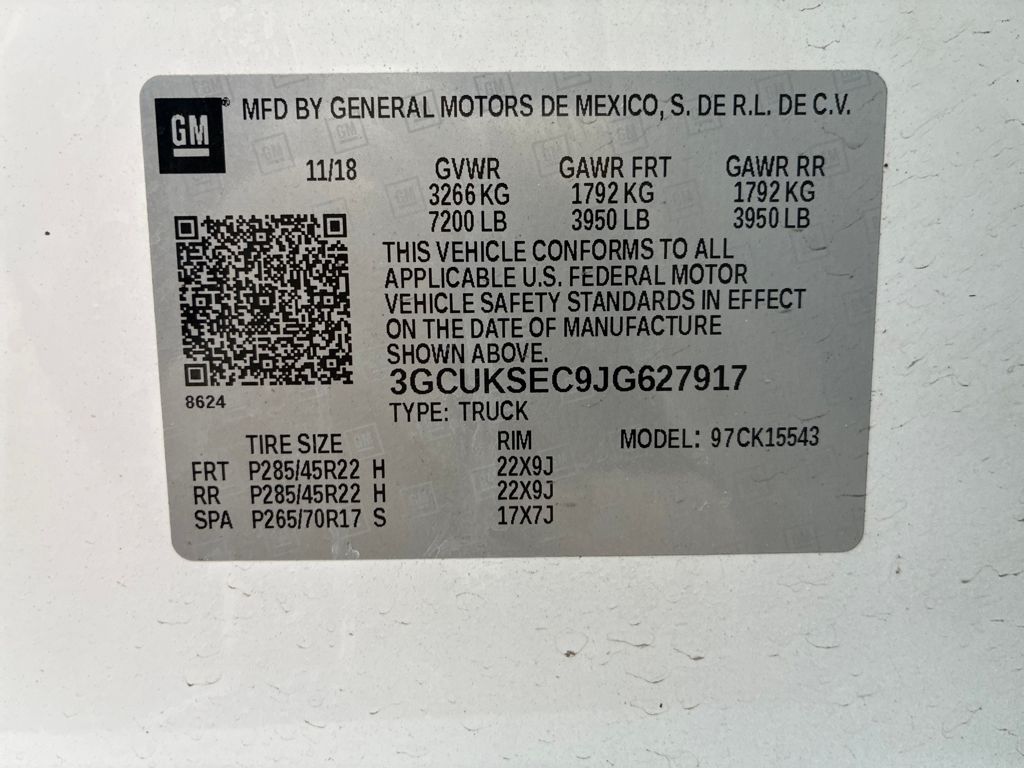 GM® MFD BY GENERAL MOTORS DE MEXICO, S. DE R.L. DE C.V.
11/18 GVWR GAWR FRT GAWR RR
3266 KG 1792 KG 1792 KG
7200 LB 3950 LB 3950 LB
THIS VEHICLE CONFORMS TO ALL
APPLICABLE U.S. FEDERAL MOTOR
VEHICLE SAFETY STANDARDS IN EFFECT
ON THE DATE OF MANUFACTURE
SHOWN ABOVE.
3GCUKSEC9JG627917
8624
TYPE: TRUCK
TIRE SIZE RIM MODEL: 97CK15543
FRT P285/45R22 H 22X9J
RR P285/45R22 H 22X9J
SPA P265/70R17 S 17X7J